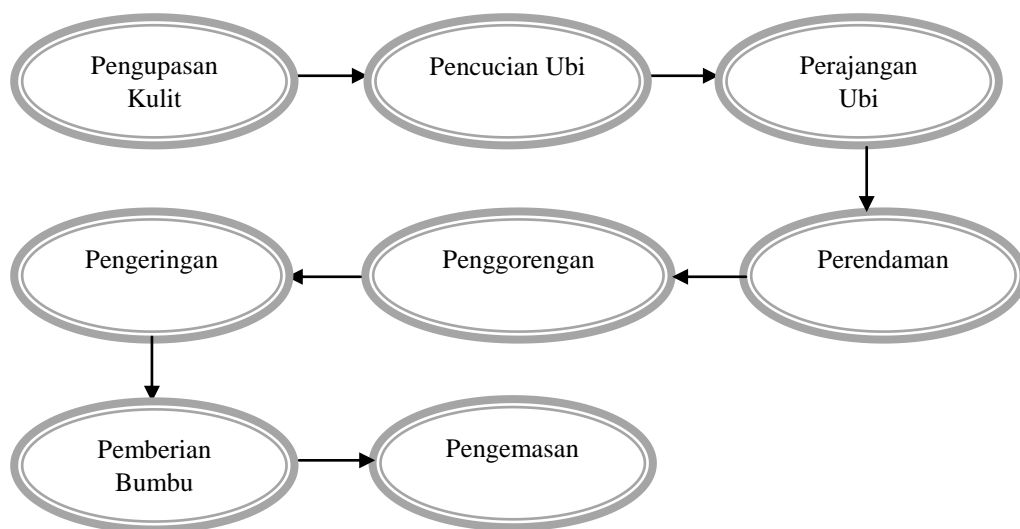 Pengupasan
Kulit
Pencucian Ubi
Perajangan
Ubi
Perendaman
Penggorengan
Pengeringan
Pemberian
Bumbu
Pengemasan